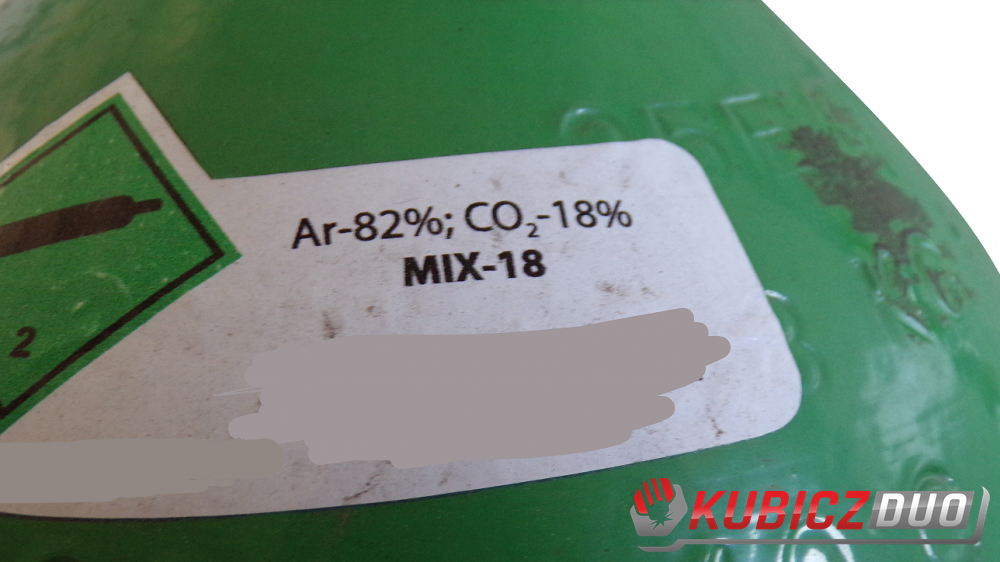 Ar-82%; CO₂-18%
MIX-18
2
KUBICZ DUO